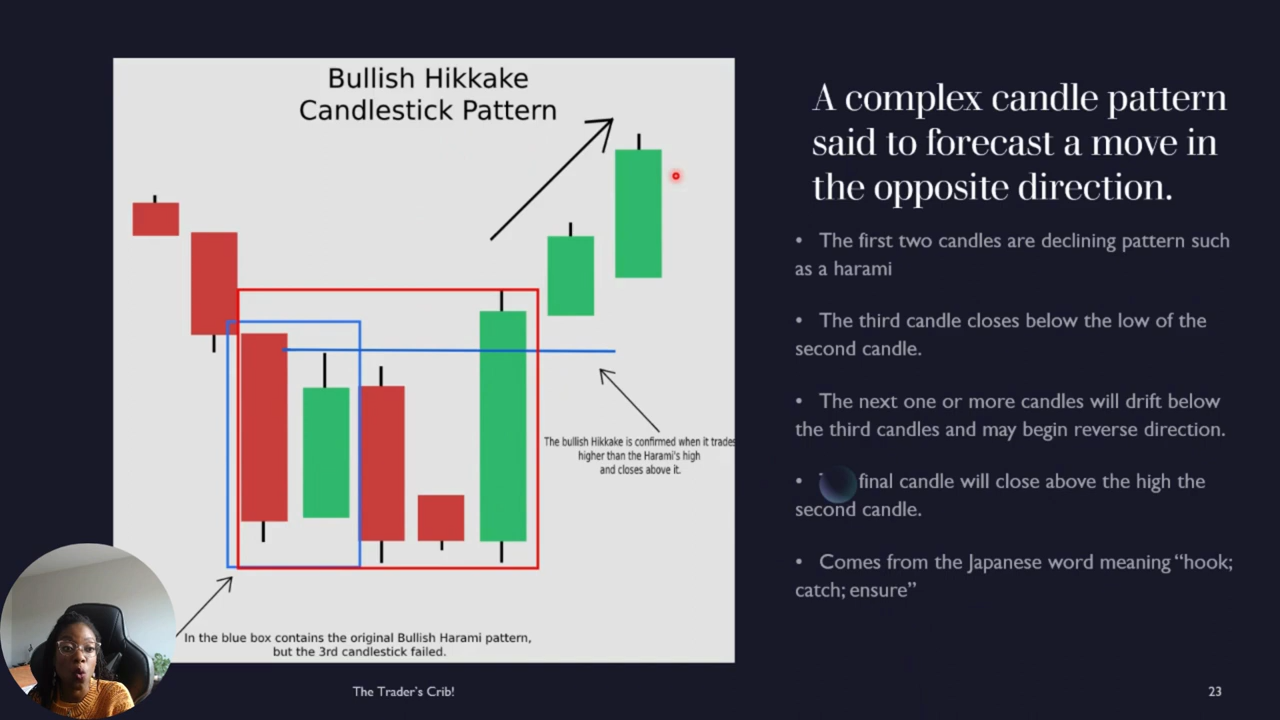 Bullish Hikkake
Candlestick Pattern
The bullish Hikkake is confirmed when it trades
higher than the Harami's high
and closes above it.
In the blue box contains the original Bullish Harami pattern,
but the 3rd candlestick failed.
A complex candle pattern
said to forecast a move in
the opposite direction.
• The first two candles are declining pattern such
as a harami
• The third candle closes below the low of the
second candle.
• The next one or more candles will drift below
the third candles and may begin reverse direction.
• final candle will close above the high the
second candle.
• Comes from the Japanese word meaning “hook;
catch; ensure”
The Trader's Crib!
23